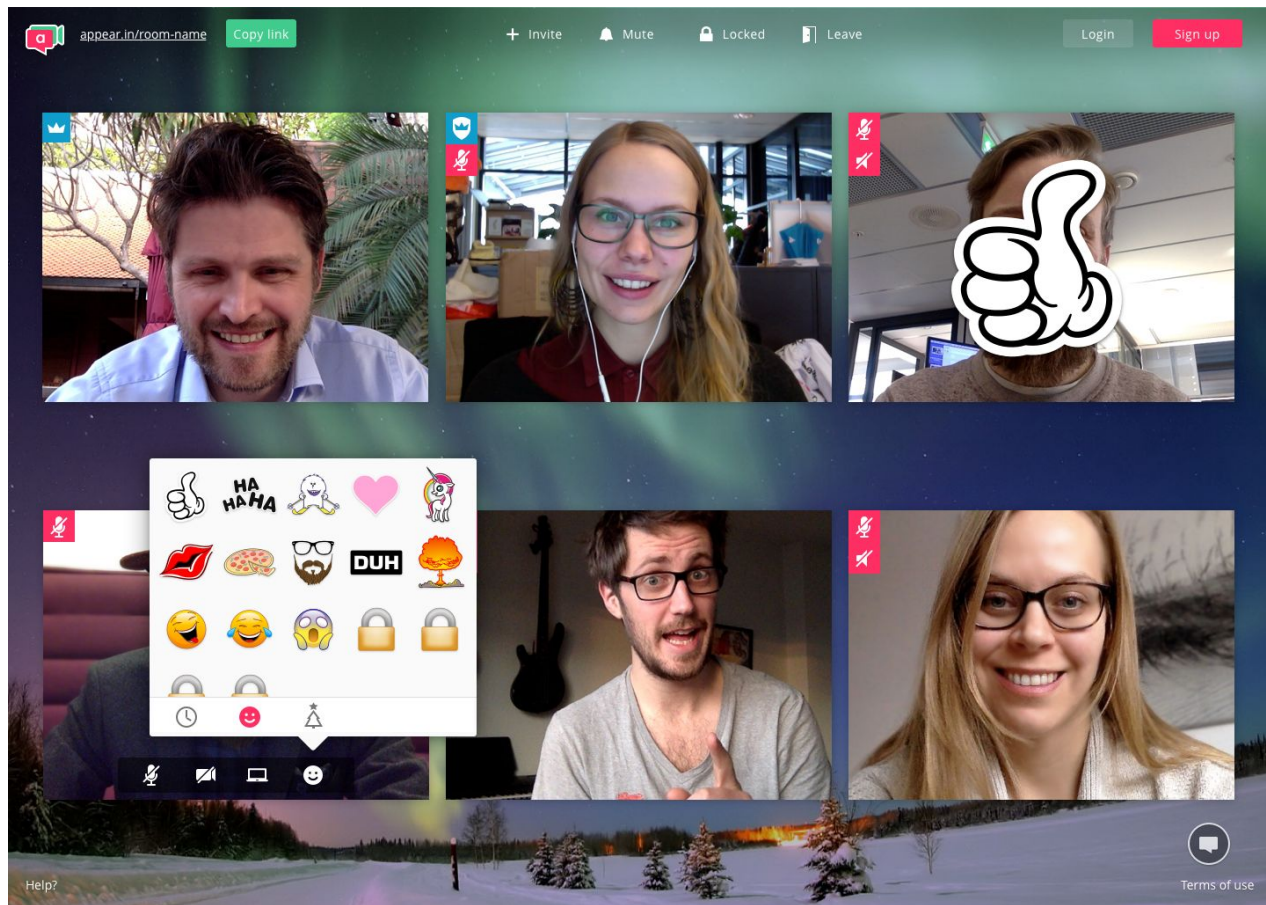 a
appear.in/room-name
Copy link
Invite
Mute
Locked
Leave
Login
Sign up
HA
HAHA
DUH
Help?
Terms of use